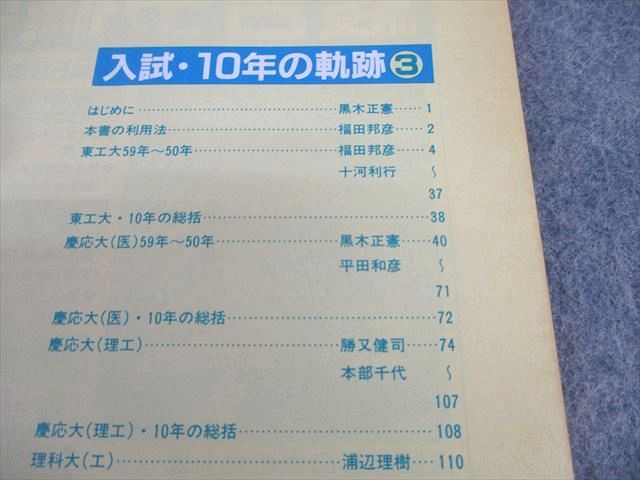 入試・10年の軌跡③
はじめに……………………黒木正憲……1
本書の利用法………………福田邦彦……2
東工大59年～50年…………福田邦彦……4
十河利行 ～
37
東工大・10年の総括……………………38
慶応大(医)59年～50年………黒木正憲……40
平田和彦 ～
71
慶応大(医)・10年の総括……………………72
慶応大(理工)……………………勝又健司……74
本部千代 ～
107
慶応大(理工)・10年の総括……………………108
理科大(工)……………………浦辺理樹……110